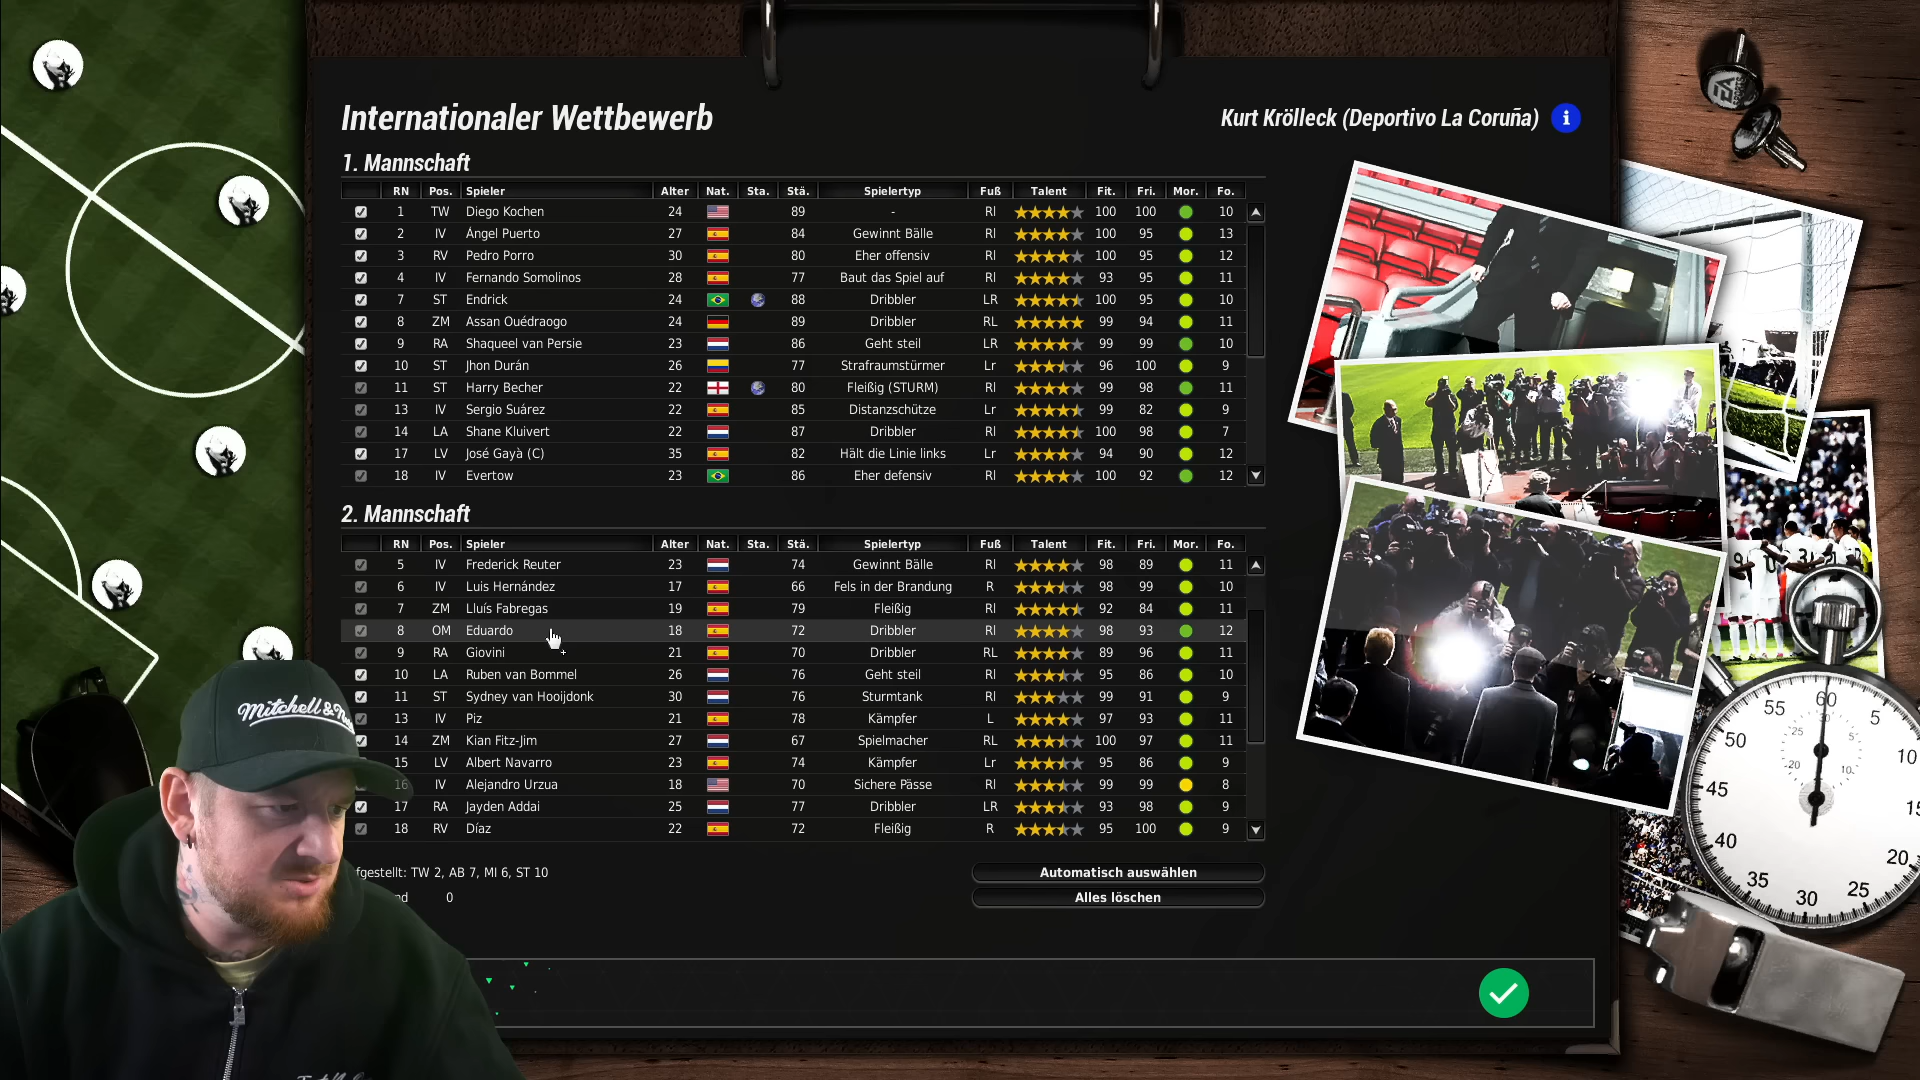 Internationaler Wettbewerb
Kurt Krölleck (Deportivo La Coruña)
1. Mannschaft
RN Pos. Spieler Alter Nat. Sta. Stä. Spielertyp Fuß Talent Fit. Fri. Mor. Fo.
1 TW Diego Kochen 24 89 - Rl 100 100 10
2 IV Ángel Puerto 27 84 Gewinnt Bälle Rl 100 95 13
3 RV Pedro Porro 30 80 Eher offensiv Rl 100 95 12
4 IV Fernando Somolinos 28 77 Baut das Spiel auf Rl 93 95 11
7 ST Endrick 24 88 Dribbler LR 100 95 10
8 ZM Assan Ouédraogo 24 89 Dribbler RL 99 94 11
9 RA Shaqueel van Persie 23 86 Geht steil LR 99 99 10
10 ST Jhon Durán 26 77 Strafraumstürmer Lr 96 100 9
11 ST Harry Becher 22 80 Fleißig (STURM) Rl 99 98 11
13 IV Sergio Suárez 22 85 Distanzschütze Lr 99 82 9
14 LA Shane Kluivert 22 87 Dribbler Rl 100 98 7
17 LV José Gayà (C) 35 82 Hält die Linie links Lr 94 90 12
18 IV Evertow 23 86 Eher defensiv Rl 100 92 12
2. Mannschaft
RN Pos. Spieler Alter Nat. Sta. Stä. Spielertyp Fuß Talent Fit. Fri. Mor. Fo.
5 IV Frederick Reuter 23 74 Gewinnt Bälle Rl 98 89 11
6 IV Luis Hernández 17 66 Fels in der Brandung R 98 99 10
7 ZM Lluís Fabregas 19 79 Fleißig Rl 92 84 11
8 OM Eduardo 18 72 Dribbler Rl 98 93 12
9 RA Giovini 21 70 Dribbler RL 89 96 11
10 LA Ruben van Bommel 26 76 Geht steil Rl 95 86 10
11 ST Sydney van Hooijdonk 30 76 Sturmtank Rl 99 91 9
13 IV Piz 21 78 Kämpfer L 97 93 11
14 ZM Kian Fitz-Jim 27 67 Spielmacher RL 100 97 11
15 LV Albert Navarro 23 74 Kämpfer Lr 95 86 9
16 IV Alejandro Urzua 18 70 Sichere Pässe Rl 99 99 8
17 RA Jayden Addai 25 77 Dribbler LR 93 98 9
18 RV Díaz 22 72 Fleißig R 95 100 9
fgestellt: TW 2, AB 7, MI 6, ST 10
nd 0
Automatisch auswählen
Alles löschen
Mitchell & N
EA
60
55 5
50 10
45 15
40 20
35 25
30